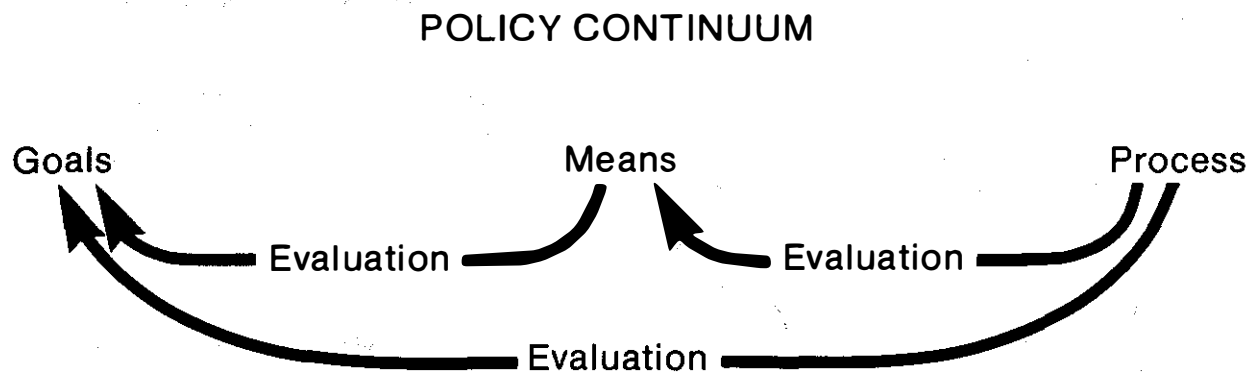 POLICY CONTINUUM
Goals Means Process
Evaluation Evaluation
Evaluation